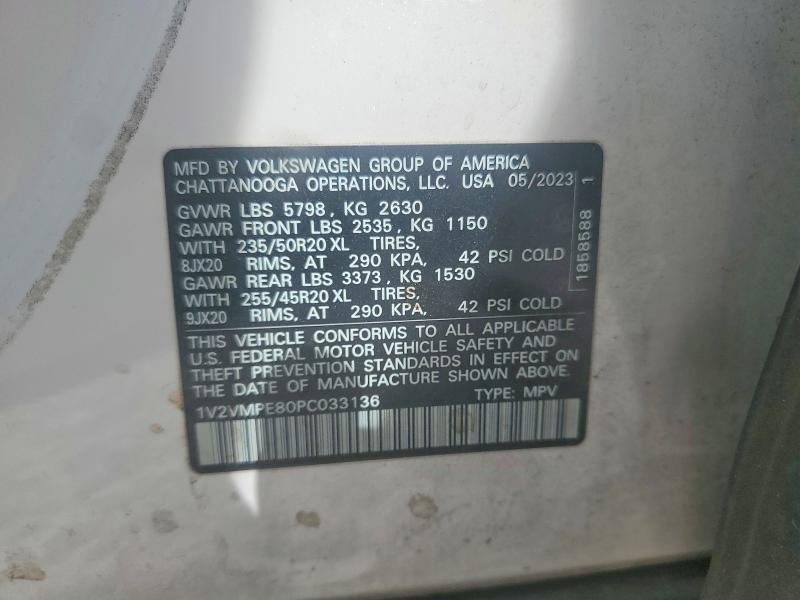 MFD BY VOLKSWAGEN GROUP OF AMERICA
CHATTANOOGA OPERATIONS, LLC. USA 05/2023
GVWR LBS 5798, KG 2630
GAWR FRONT LBS 2535, KG 1150
WITH 235/50R20 XL TIRES,
8JX20 RIMS, AT 290 KPA, 42 PSI COLD
GAWR REAR LBS 3373, KG 1530
WITH 255/45R20 XL TIRES,
9JX20 RIMS, AT 290 KPA, 42 PSI COLD
THIS VEHICLE CONFORMS TO ALL APPLICABLE
U.S. FEDERAL MOTOR VEHICLE SAFETY AND
THEFT PREVENTION STANDARDS IN EFFECT ON
THE DATE OF MANUFACTURE SHOWN ABOVE.
1V2VMPE80PC033136 TYPE: MPV
1858588 1